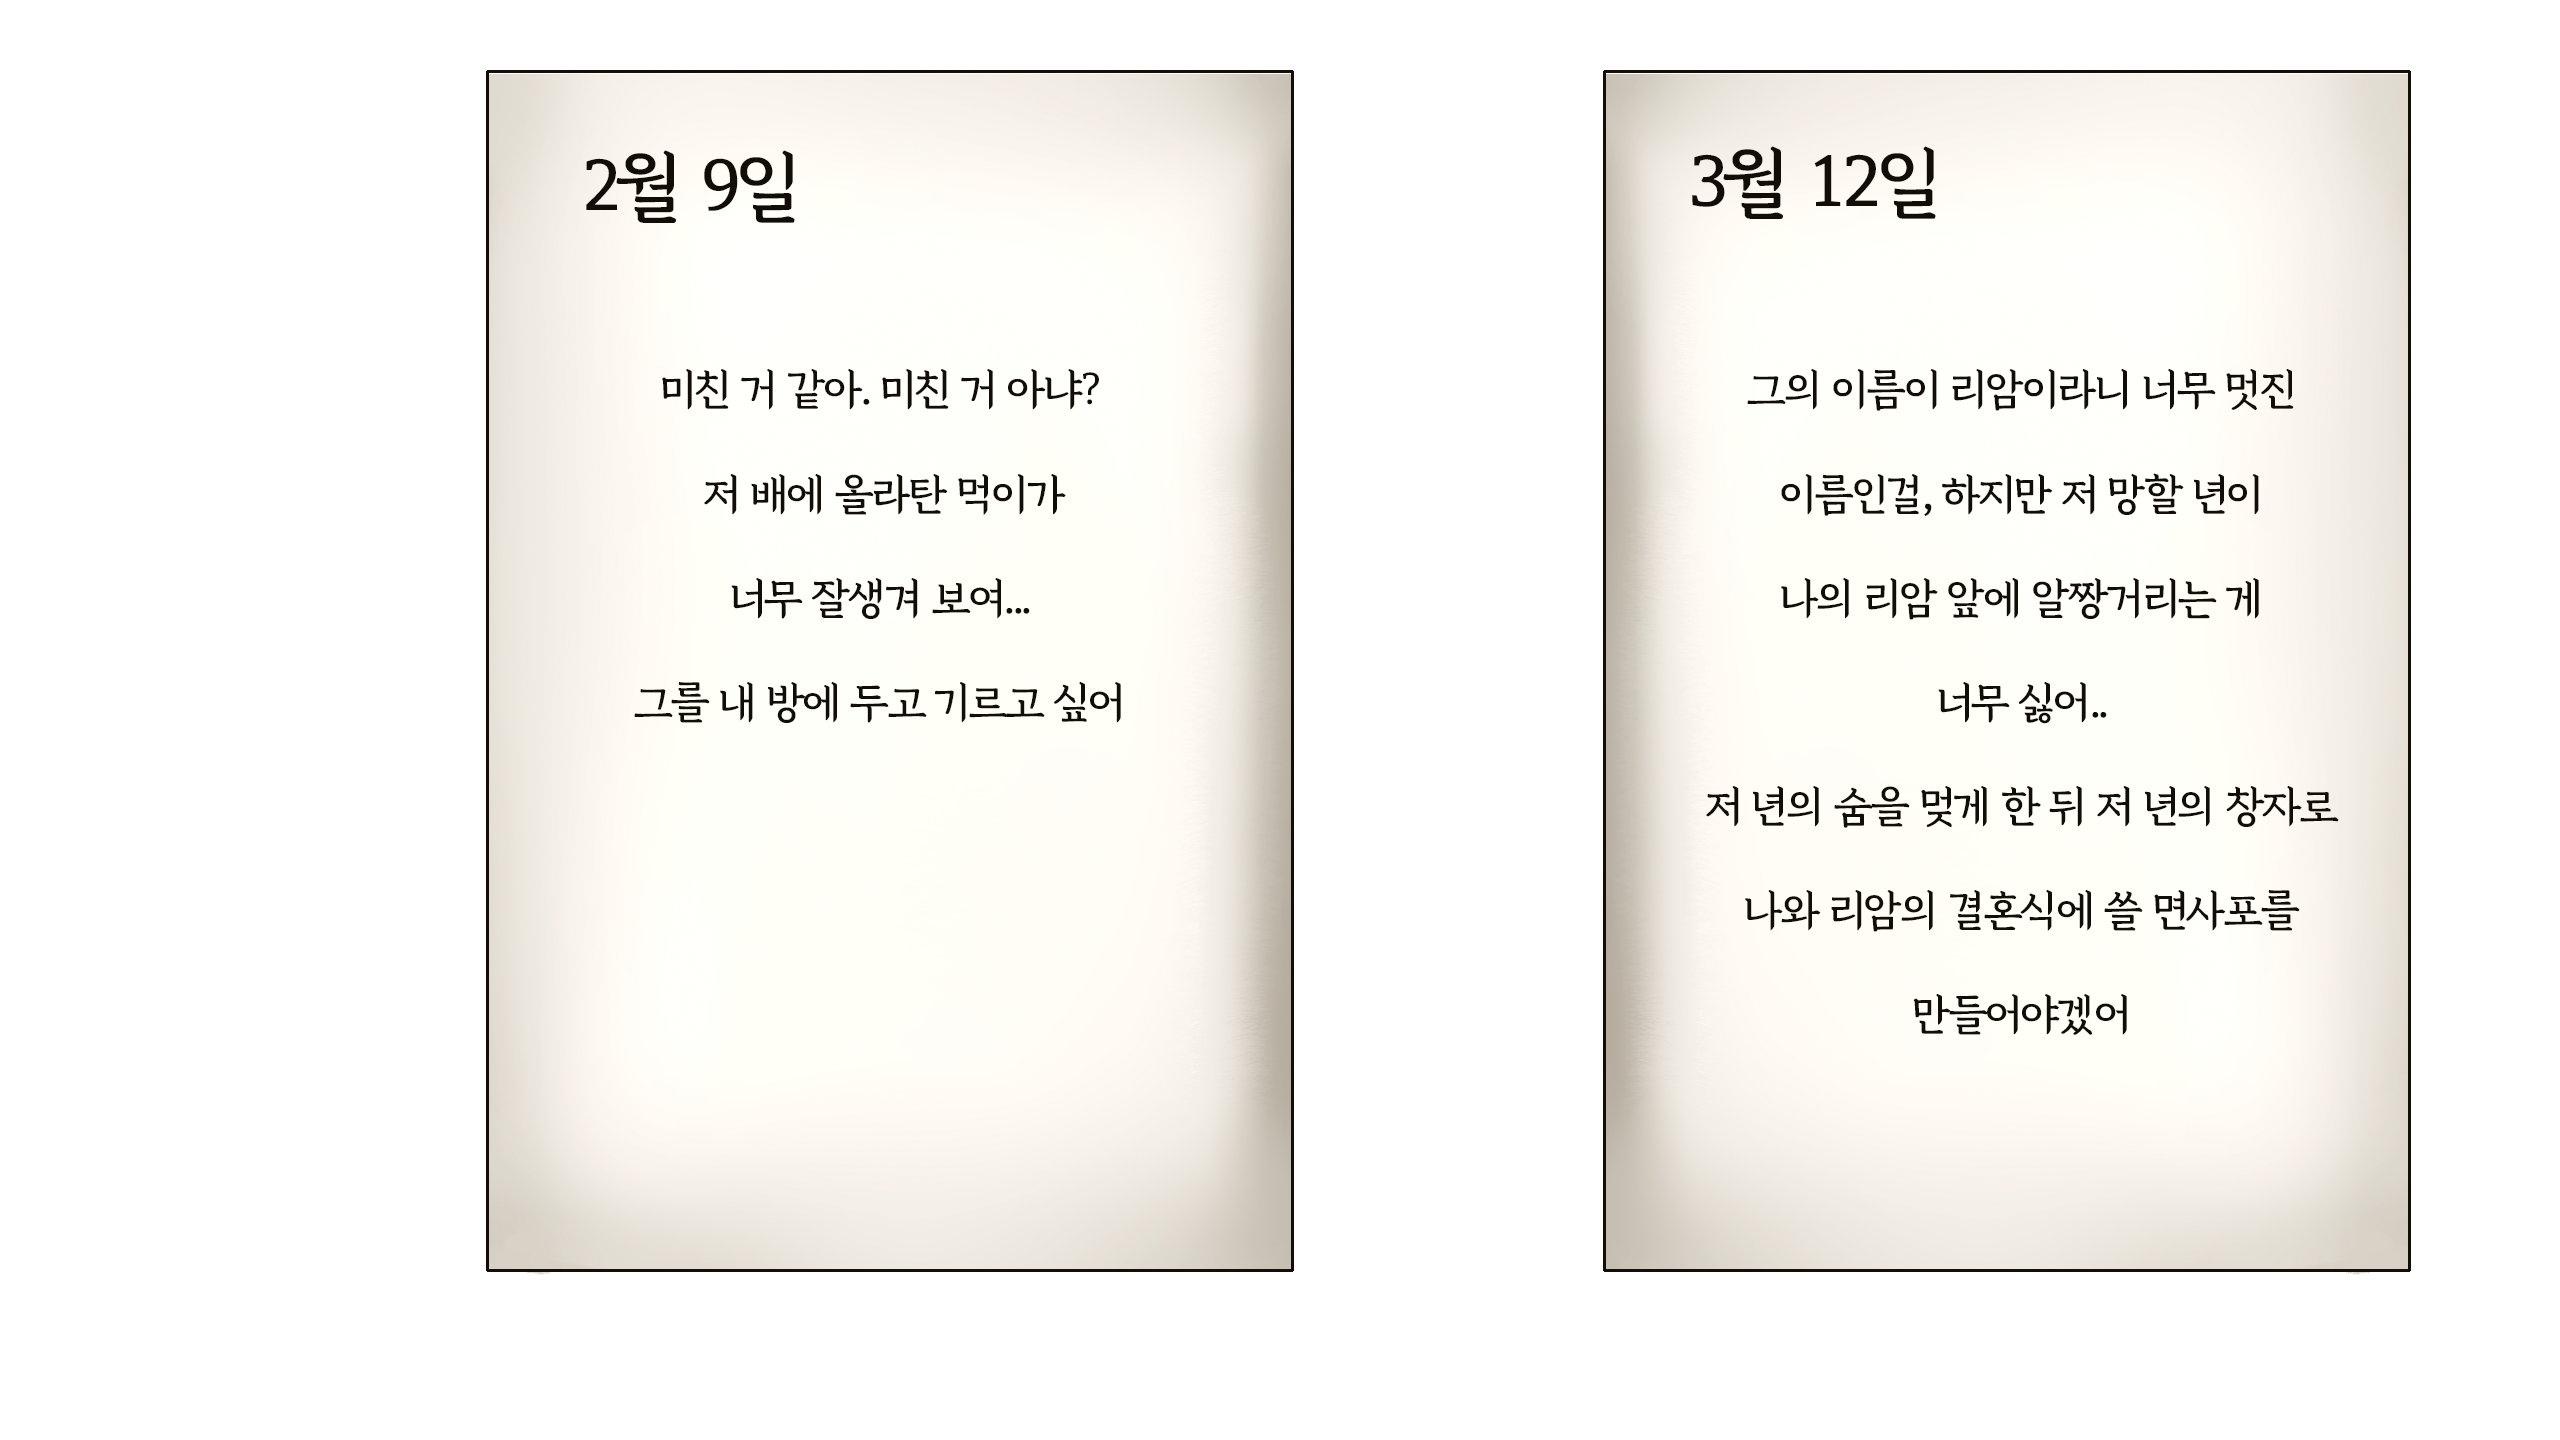 2월 9일
미친 거 같아. 미친 거 아냐?
저 배에 올라탄 먹이가
너무 잘생겨 보여...
그를 내 방에 두고 기르고 싶어
3월 12일
그의 이름이 리암이라니 너무 멋진
이름인걸, 하지만 저 망할 년이
나의 리암 앞에 알짱거리는 게
너무 싫어..
저 년의 숨을 멎게 한 뒤 저 년의 창자로
나와 리암의 결혼식에 쓸 면사포를
만들어야겠어